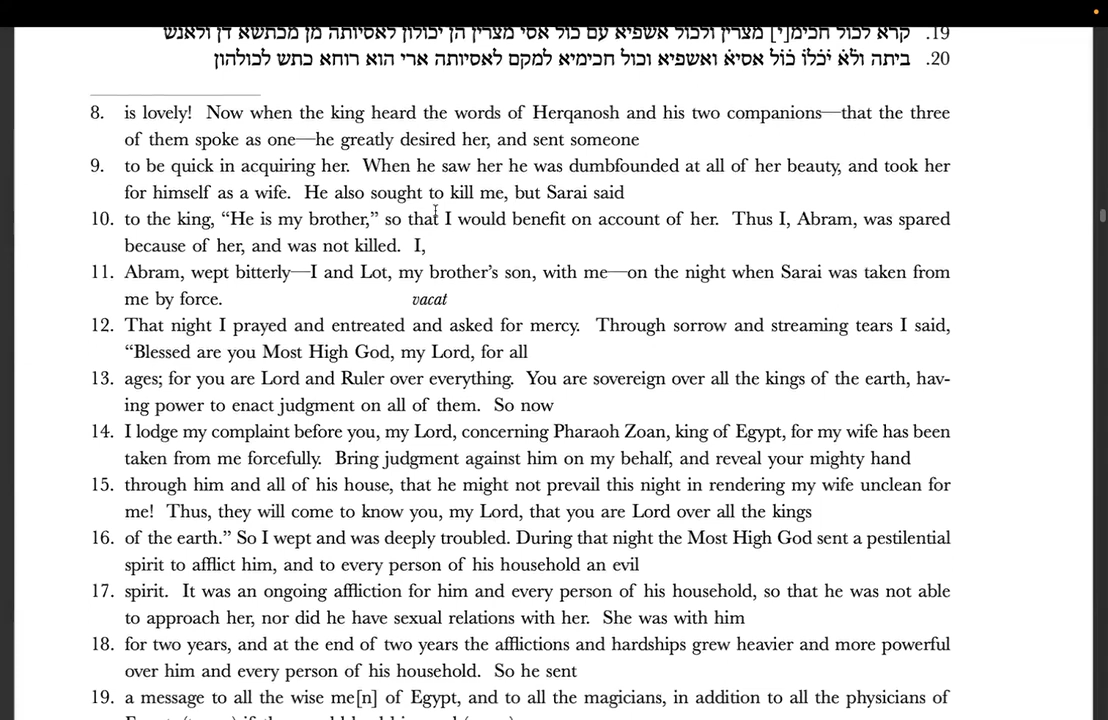 19. קרא לכול חכימ[י] מצרין ולכול אשפיא עם כול אסי מצרין הן יכולון לאסיותה מן מכתשא דן ולאנש
20. ביתה ולא יכלו כול אסיא ואשפיא וכול חכימיא למקם לאסיותה ארי הוא רוחא כתש לכולהון
8. is lovely! Now when the king heard the words of Herqanosh and his two companions—that the three
of them spoke as one—he greatly desired her, and sent someone
9. to be quick in acquiring her. When he saw her he was dumbfounded at all of her beauty, and took her
for himself as a wife. He also sought to kill me, but Sarai said
10. to the king, “He is my brother,” so that I would benefit on account of her. Thus I, Abram, was spared
because of her, and was not killed. I,
11. Abram, wept bitterly—I and Lot, my brother’s son, with me—on the night when Sarai was taken from
me by force. vacat
12. That night I prayed and entreated and asked for mercy. Through sorrow and streaming tears I said,
“Blessed are you Most High God, my Lord, for all
13. ages; for you are Lord and Ruler over everything. You are sovereign over all the kings of the earth, hav-
ing power to enact judgment on all of them. So now
14. I lodge my complaint before you, my Lord, concerning Pharaoh Zoan, king of Egypt, for my wife has been
taken from me forcefully. Bring judgment against him on my behalf, and reveal your mighty hand
15. through him and all of his house, that he might not prevail this night in rendering my wife unclean for
me! Thus, they will come to know you, my Lord, that you are Lord over all the kings
16. of the earth.” So I wept and was deeply troubled. During that night the Most High God sent a pestilential
spirit to afflict him, and to every person of his household an evil
17. spirit. It was an ongoing affliction for him and every person of his household, so that he was not able
to approach her, nor did he have sexual relations with her. She was with him
18. for two years, and at the end of two years the afflictions and hardships grew heavier and more powerful
over him and every person of his household. So he sent
19. a message to all the wise me[n] of Egypt, and to all the magicians, in addition to all the physicians of